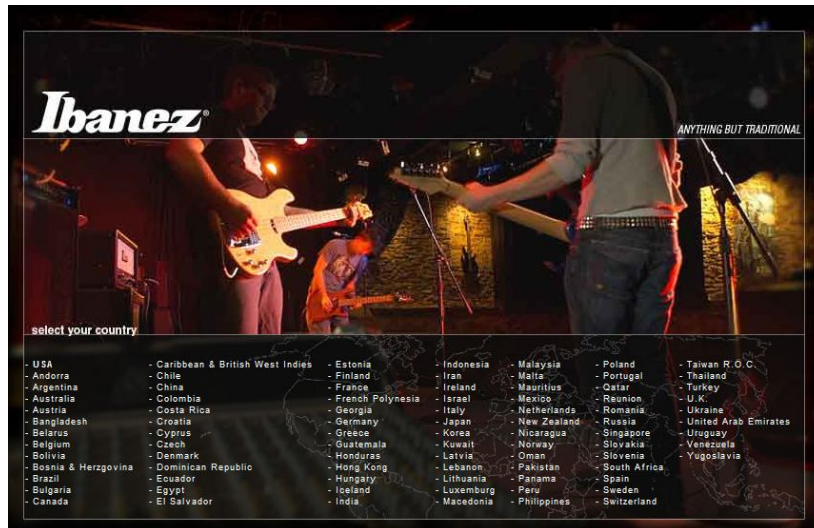 Ibanez®
ANYTHING BUT TRADITIONAL
select your country
- USA
- Andorra
- Argentina
- Australia
- Austria
- Bangladesh
- Belarus
- Belgium
- Bolivia
- Bosnia & Herzgovina
- Brazil
- Bulgaria
- Canada
- Caribbean & British West Indies
- Chile
- China
- Colombia
- Costa Rica
- Croatia
- Cyprus
- Czech
- Denmark
- Dominican Republic
- Ecuador
- Egypt
- El Salvador
- Estonia
- Finland
- France
- French Polynesia
- Georgia
- Germany
- Greece
- Guatemala
- Honduras
- Hong Kong
- Hungary
- Iceland
- India
- Indonesia
- Iran
- Ireland
- Israel
- Italy
- Japan
- Korea
- Kuwait
- Latvia
- Lebanon
- Lithuania
- Luxemburg
- Macedonia
- Malaysia
- Malta
- Mauritius
- Mexico
- Netherlands
- New Zealand
- Nicaragua
- Norway
- Oman
- Pakistan
- Panama
- Peru
- Philippines
- Poland
- Portugal
- Qatar
- Reunion
- Romania
- Russia
- Singapore
- Slovakia
- Slovenia
- South Africa
- Spain
- Sweden
- Switzerland
- Taiwan R.O.C.
- Thailand
- Turkey
- U.K.
- Ukraine
- United Arab Emirates
- Uruguay
- Venezuela
- Yugoslavia